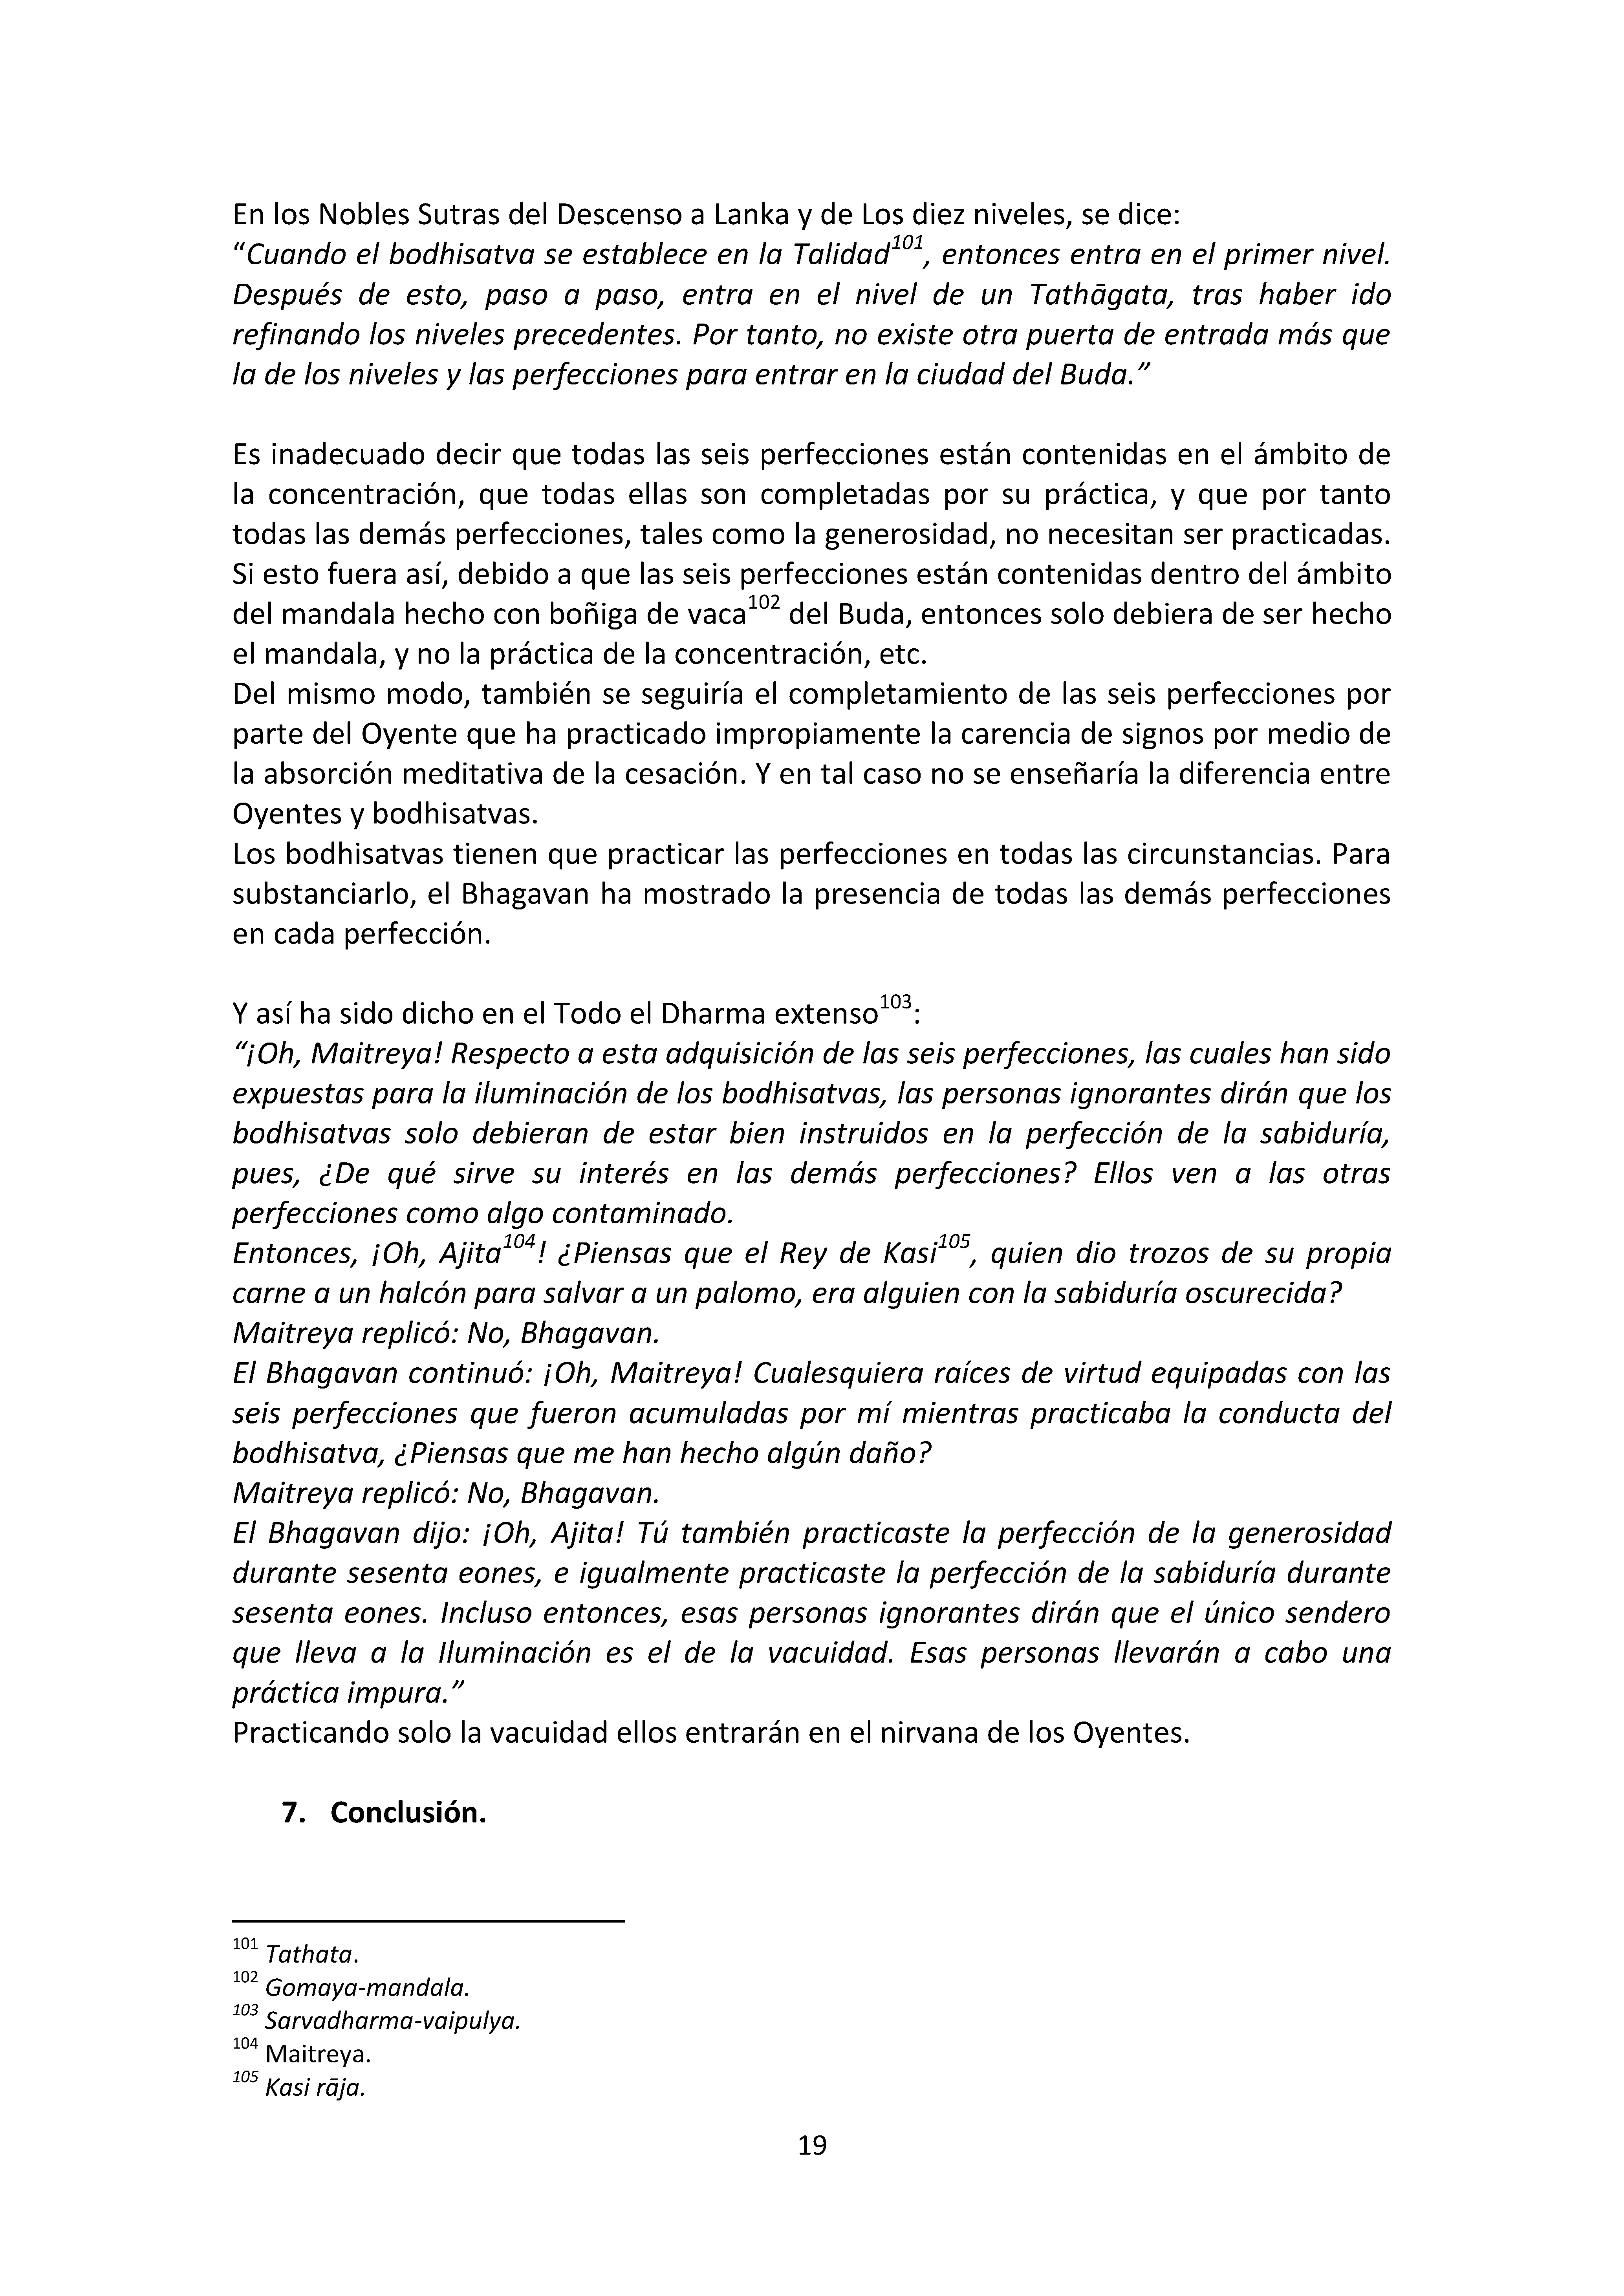 En los Nobles Sutras del Descenso a Lanka y de Los diez niveles, se dice:
“Cuando el bodhisatva se establece en la Talidad101, entonces entra en el primer nivel.
Después de esto, paso a paso, entra en el nivel de un Tathāgata, tras haber ido
refinando los niveles precedentes. Por tanto, no existe otra puerta de entrada más que
la de los niveles y las perfecciones para entrar en la ciudad del Buda.”
Es inadecuado decir que todas las seis perfecciones están contenidas en el ámbito de
la concentración, que todas ellas son completadas por su práctica, y que por tanto
todas las demás perfecciones, tales como la generosidad, no necesitan ser practicadas.
Si esto fuera así, debido a que las seis perfecciones están contenidas dentro del ámbito
del mandala hecho con boñiga de vaca102 del Buda, entonces solo debiera de ser hecho
el mandala, y no la práctica de la concentración, etc.
Del mismo modo, también se seguiría el completamiento de las seis perfecciones por
parte del Oyente que ha practicado impropiamente la carencia de signos por medio de
la absorción meditativa de la cesación. Y en tal caso no se enseñaría la diferencia entre
Oyentes y bodhisatvas.
Los bodhisatvas tienen que practicar las perfecciones en todas las circunstancias. Para
substanciarlo, el Bhagavan ha mostrado la presencia de todas las demás perfecciones
en cada perfección.
Y así ha sido dicho en el Todo el Dharma extenso103:
“¡Oh, Maitreya! Respecto a esta adquisición de las seis perfecciones, las cuales han sido
expuestas para la iluminación de los bodhisatvas, las personas ignorantes dirán que los
bodhisatvas solo debieran de estar bien instruidos en la perfección de la sabiduría,
pues, ¿De qué sirve su interés en las demás perfecciones? Ellos ven a las otras
perfecciones como algo contaminado.
Entonces, ¡Oh, Ajita104! ¿Piensas que el Rey de Kasi105, quien dio trozos de su propia
carne a un halcón para salvar a un palomo, era alguien con la sabiduría oscurecida?
Maitreya replicó: No, Bhagavan.
El Bhagavan continuó: ¡Oh, Maitreya! Cualesquiera raíces de virtud equipadas con las
seis perfecciones que fueron acumuladas por mí mientras practicaba la conducta del
bodhisatva, ¿Piensas que me han hecho algún daño?
Maitreya replicó: No, Bhagavan.
El Bhagavan dijo: ¡Oh, Ajita! Tú también practicaste la perfección de la generosidad
durante sesenta eones, e igualmente practicaste la perfección de la sabiduría durante
sesenta eones. Incluso entonces, esas personas ignorantes dirán que el único sendero
que lleva a la Iluminación es el de la vacuidad. Esas personas llevarán a cabo una
práctica impura.”
Practicando solo la vacuidad ellos entrarán en el nirvana de los Oyentes.
7. Conclusión.
101 Tathata.
102 Gomaya-mandala.
103 Sarvadharma-vaipulya.
104 Maitreya.
105 Kasi rāja.
19